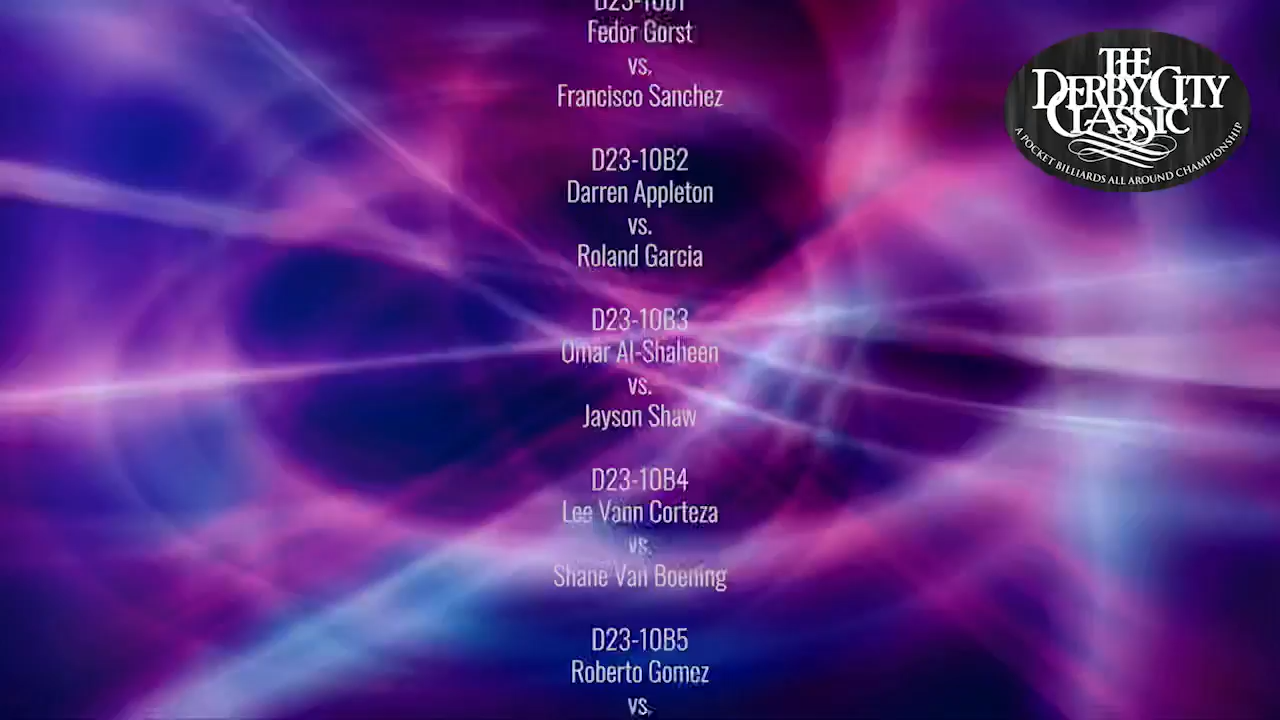 D23-10B1
Fedor Gorst
vs.
Francisco Sanchez
D23-10B2
Darren Appleton
vs.
Roland Garcia
D23-10B3
Omar Al-Shaheen
vs.
Jayson Shaw
D23-10B4
Lee Vann Corteza
vs.
Shane Van Boening
D23-10B5
Roberto Gomez
vs.
THE
DERBY CITY
CLASSIC
A POCKET BILLIARDS ALL AROUND CHAMPIONSHIP